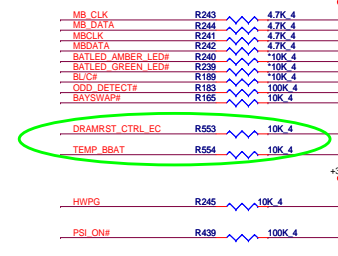 MB_CLK R243 4.7K_4
MB_DATA R244 4.7K_4
MBCLK R241 4.7K_4
MBDATA R242 4.7K_4
BATLED_AMBER_LED# R240 *10K_4
BATLED_GREEN_LED# R239 *10K_4
BL/C# R189 *10K_4
ODD_DETECT# R183 100K_4
BAYSWAP# R165 10K_4
DRAMRST_CTRL_EC R553 10K_4
TEMP_BBAT R554 10K_4
HWPG R245 10K_4
PSI_ON# R439 100K_4